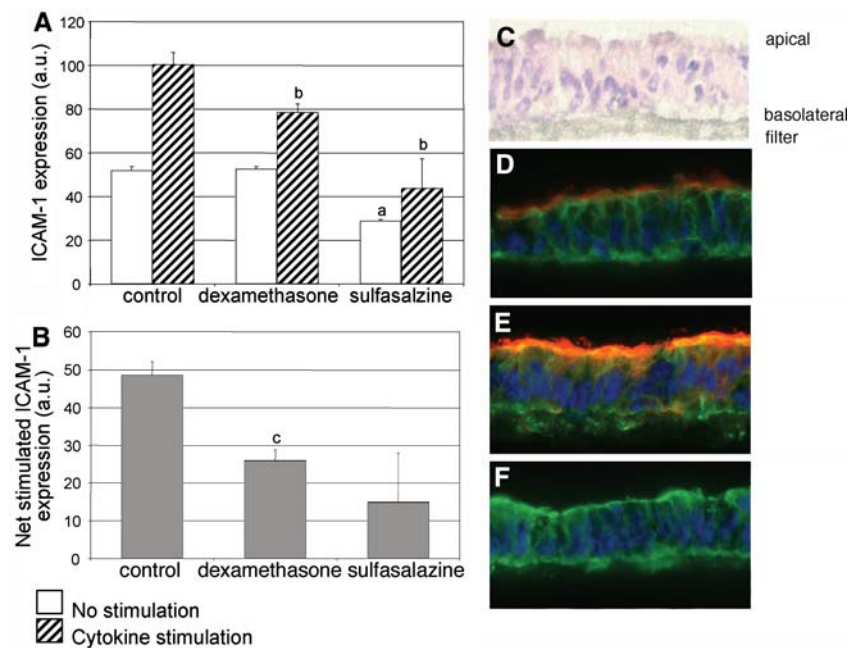 A
ICAM-1 expression (a.u.)
120
100
80
60
40
20
0
b
a
b
control dexamethasone sulfasalzine
B
Net stimulated ICAM-1
expression (a.u.)
60
50
40
30
20
10
0
c
control dexamethasone sulfasalazine
No stimulation
Cytokine stimulation
C
apical
basolateral
filter
D
E
F